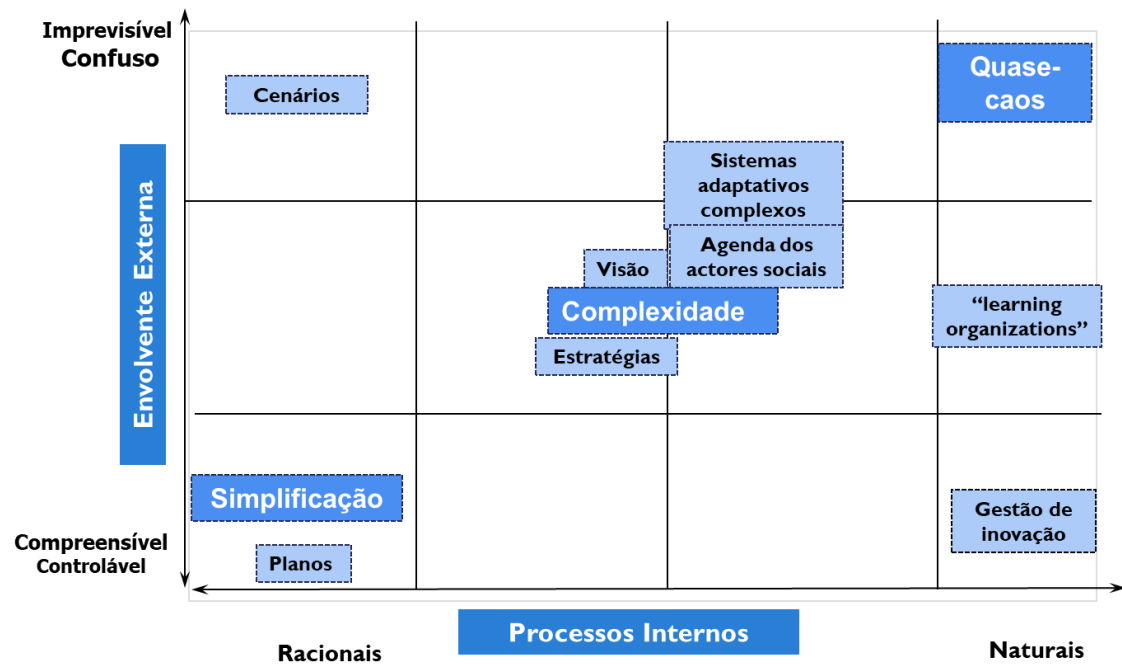 Imprevisível
Confuso
Cenários
Quase-
caos
Sistemas
adaptativos
complexos
Envolvente Externa
Agenda dos
actores sociais
Visão
Complexidade
“learning
organizations”
Estratégias
Simplificação
Gestão de
inovação
Compreensível
Controlável
Planos
Processos Internos
Racionais
Naturais